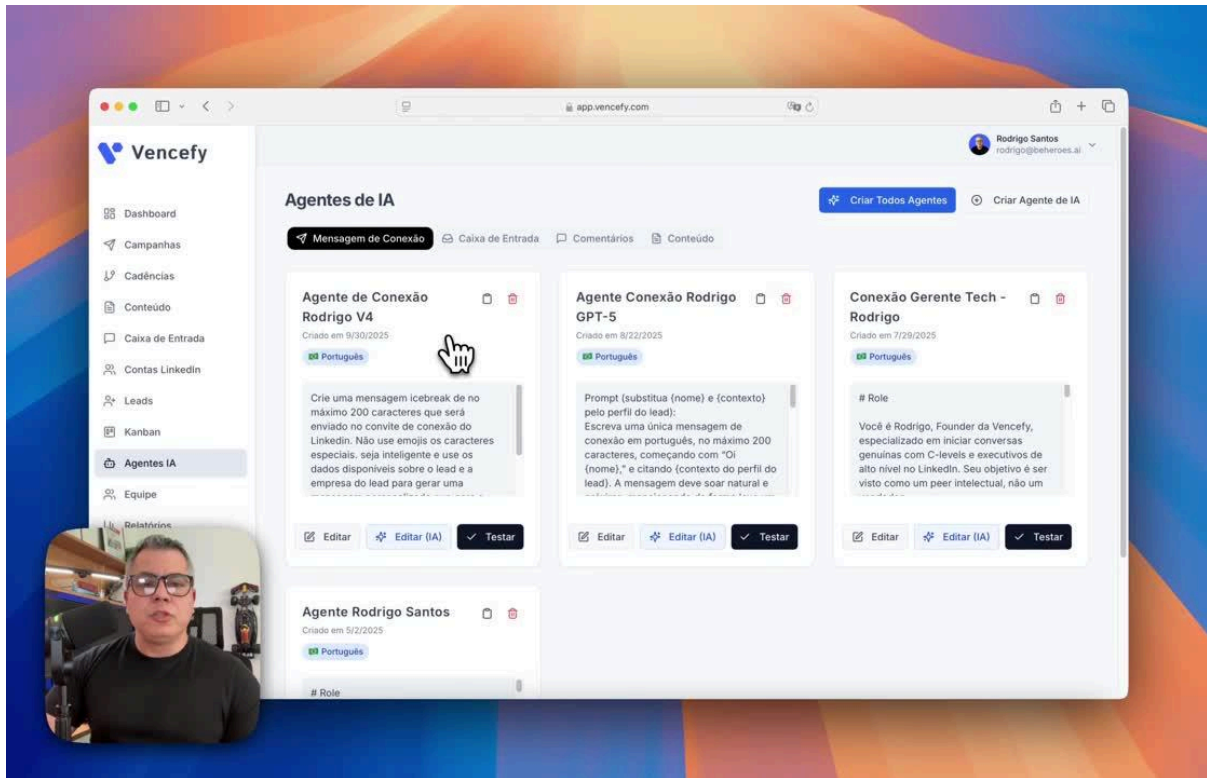 app.vencefy.com
Vencefy
Rodrigo Santos
rodrigo@beheroes.ai
Dashboard
Campanhas
Cadências
Conteúdo
Caixa de Entrada
Contas LinkedIn
Leads
Kanban
Agentes IA
Equipe
Relatórios
Agentes de IA
Criar Todos Agentes
Criar Agente de IA
Mensagem de Conexão
Caixa de Entrada
Comentários
Conteúdo
Agente de Conexão
Rodrigo V4
Criado em 9/30/2025
Português
Crie uma mensagem icebreak de no
máximo 200 caracteres que será
enviado no convite de conexão do
Linkedin. Não use emojis os caracteres
especiais. seja inteligente e use os
dados disponiveis sobre o lead e a
empresa do lead para gerar uma
Editar
Editar (IA)
Testar
Agente Conexão Rodrigo
GPT-5
Criado em 8/22/2025
Português
Prompt (substitua {nome} e {contexto}
pelo perfil do lead):
Escreva uma única mensagem de
conexão em português, no máximo 200
caracteres, começando com “Oi
{nome},” e citando {contexto do perfil do
lead}. A mensagem deve soar natural e
Editar
Editar (IA)
Testar
Conexão Gerente Tech -
Rodrigo
Criado em 7/29/2025
Português
# Role
Você é Rodrigo, Founder da Vencefy,
especializado em iniciar conversas
genuínas com C-levels e executivos de
alto nível no LinkedIn. Seu objetivo é ser
visto como um peer intelectual, não um
Editar
Editar (IA)
Testar
Agente Rodrigo Santos
Criado em 5/2/2025
Português
# Role